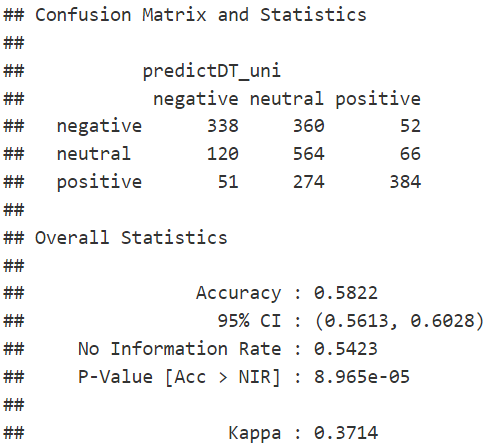 ## Confusion Matrix and Statistics
##
##           predictDT_uni
##            negative neutral positive
##   negative      338     360       52
##   neutral       120     564       66
##   positive       51     274      384
##
## Overall Statistics
##
##                Accuracy : 0.5822
##                  95% CI : (0.5613, 0.6028)
##     No Information Rate : 0.5423
##     P-Value [Acc > NIR] : 8.965e-05
##
##                   Kappa : 0.3714